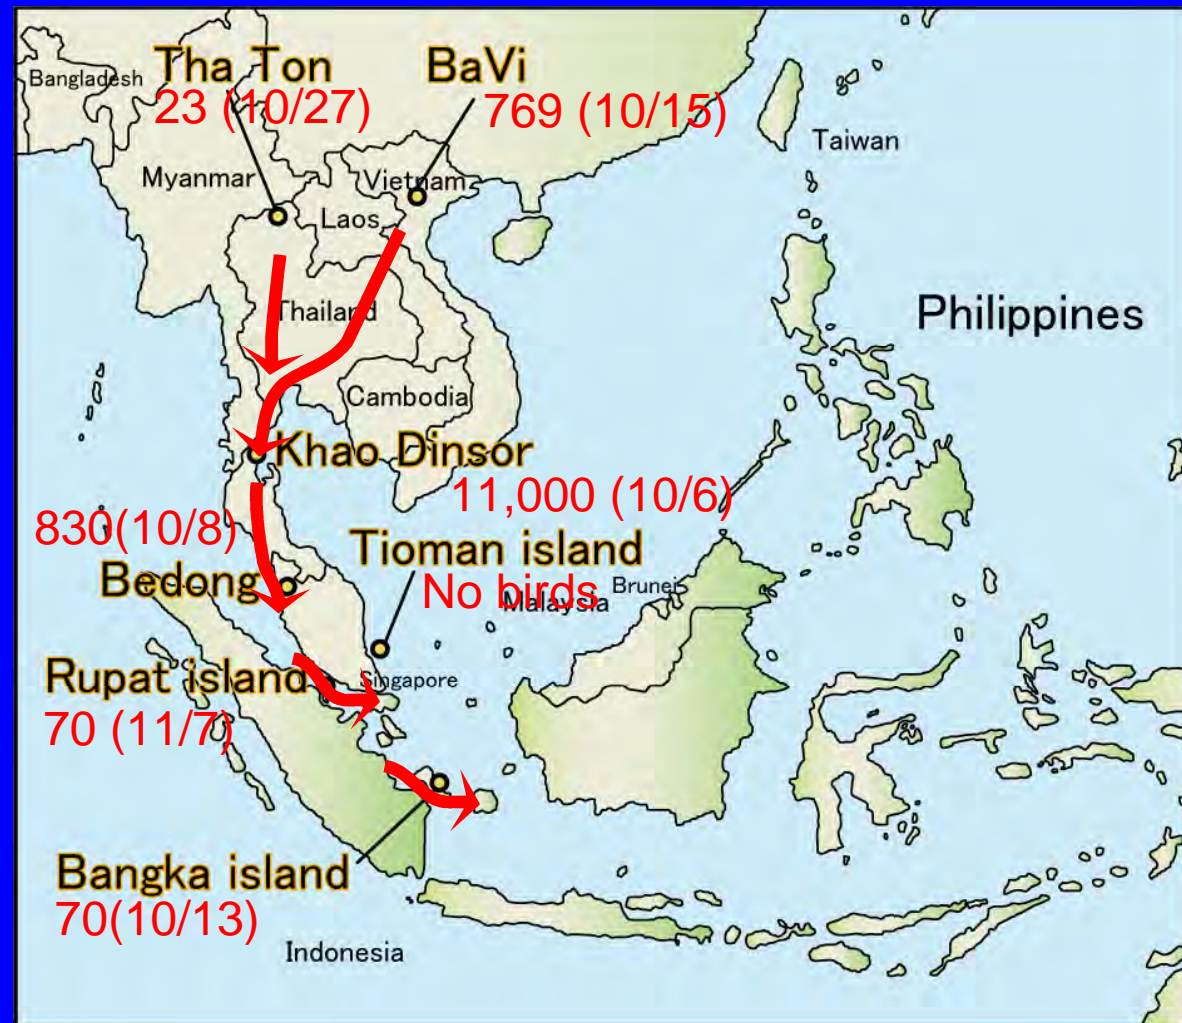 Tha Ton
BaVi
Bangladesh
23 (10/27)
769 (10/15)
Taiwan
Myanmar
Vietnam
Laos
Thailand
Philippines
Cambodia
Khao Dinsor
11,000 (10/6)
830(10/8)
Tioman island
Bedong
No birds
Malaysia
Brunei
Rupat island
Singapore
70 (11/7)
Bangka island
70(10/13)
Indonesia